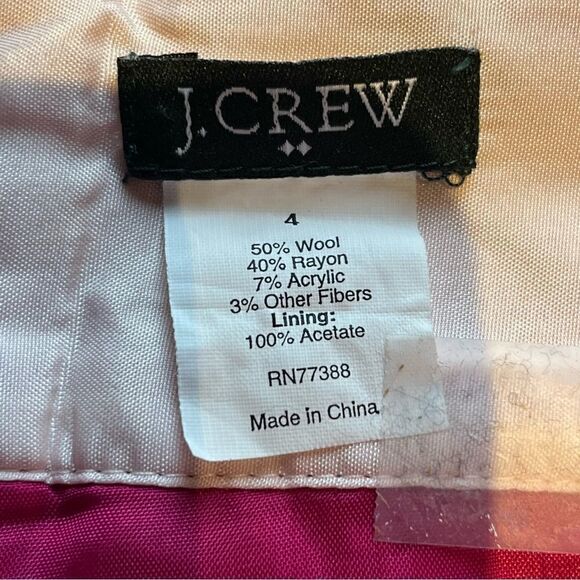 J.CREW
4
50% Wool
40% Rayon
7% Acrylic
3% Other Fibers
Lining:
100% Acetate
RN77388
Made in China